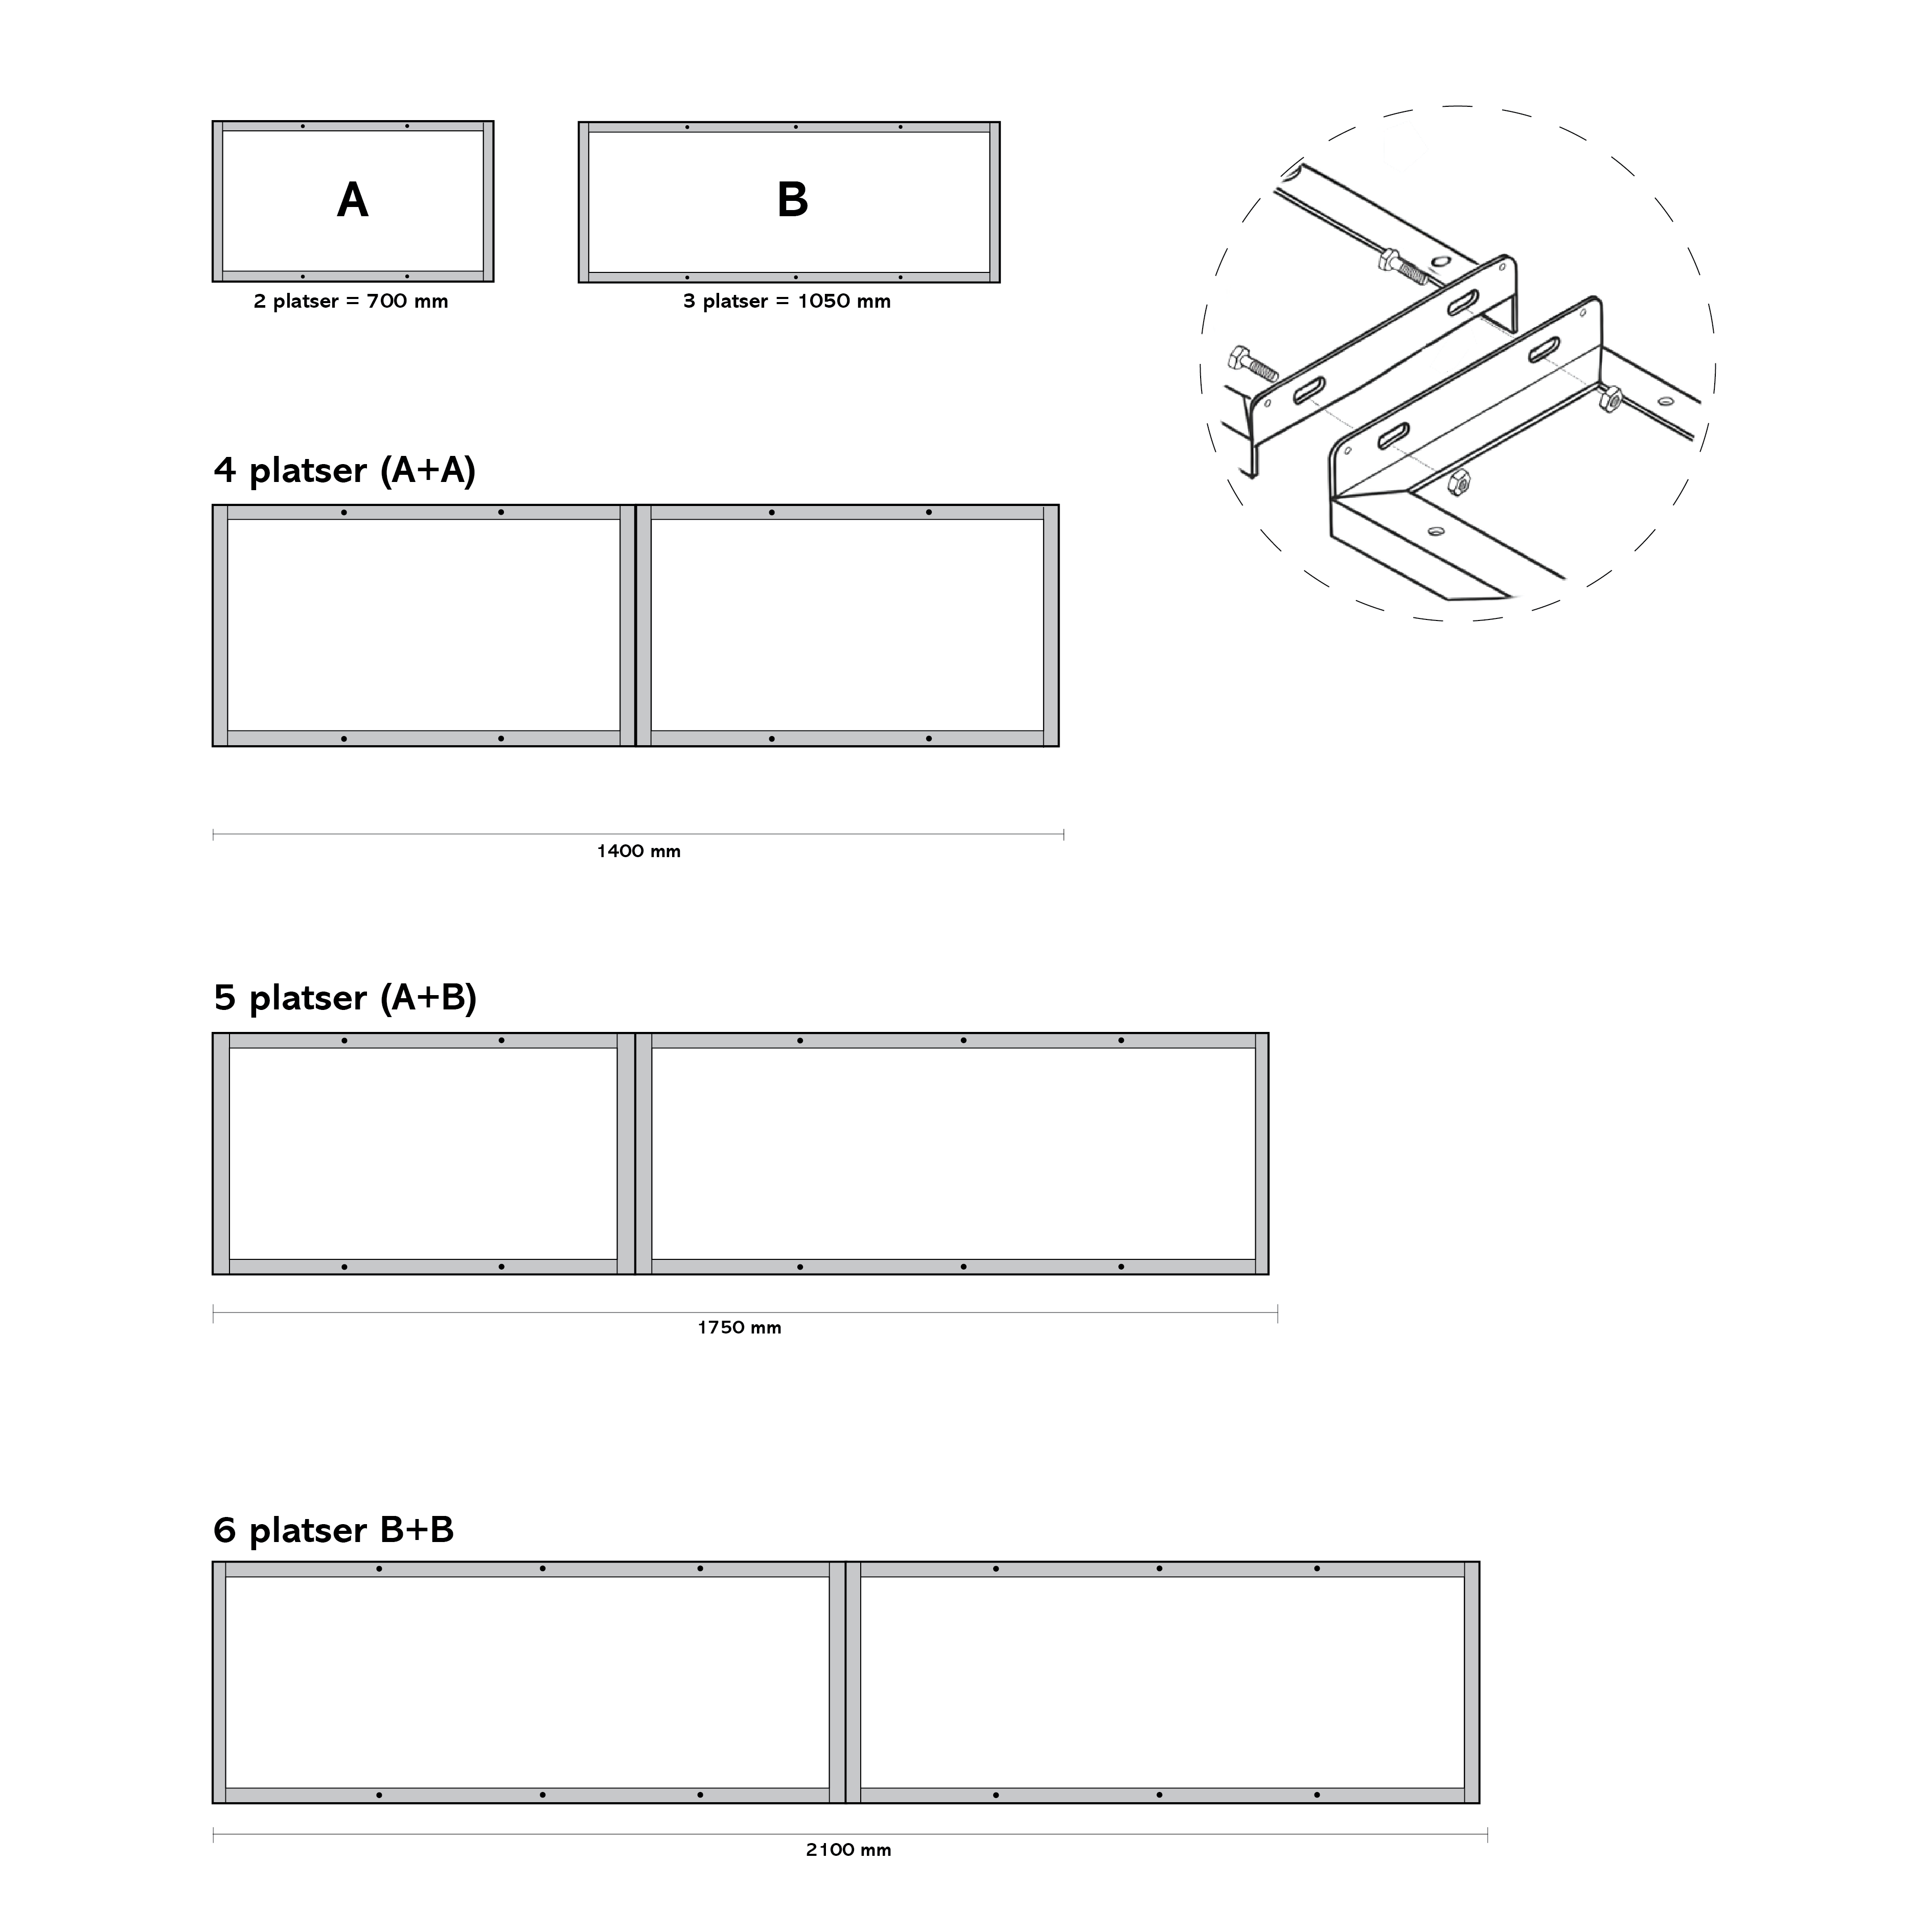 A
B
2 platser = 700 mm
3 platser = 1050 mm
4 platser (A+A)
1400 mm
5 platser (A+B)
1750 mm
6 platser B+B
2100 mm